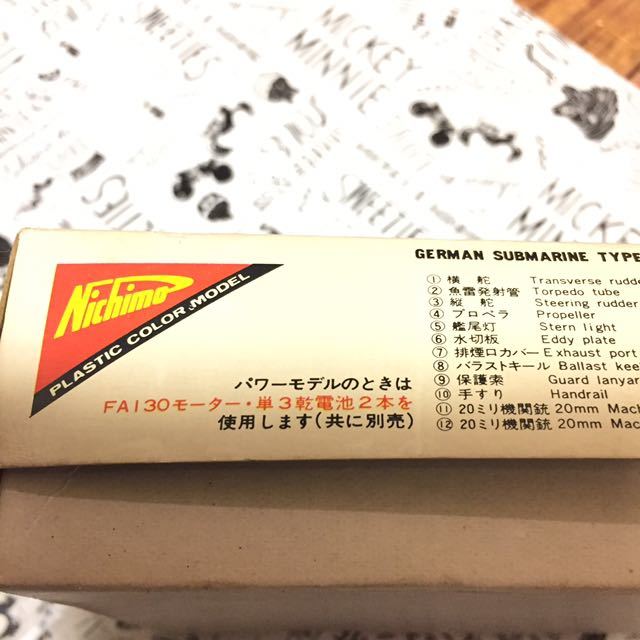 MICKEY
MINNIE
SWEETIES
SWEETIES
MICKEY
MINNIE
Nichimo
PLASTIC COLOR MODEL
パワーモデルのときは
FA130モーター・単3乾電池2本を
使用します(共に別売)
GERMAN SUBMARINE TYPE
① 横 舵 Transverse rudde
② 魚雷発射管 Torpedo tube
③ 縦 舵 Steering rudder
④ プロペラ Propeller
⑤ 艦尾灯 Stern light
⑥ 水切板 Eddy plate
⑦ 排煙口カバー Exhaust port
⑧ バラストキール Ballast kee
⑨ 保護索 Guard lanyar
⑩ 手すり Handrail
⑪ 20ミリ機関銃 20mm Mach
⑫ 20ミリ機関銃 20mm Mac